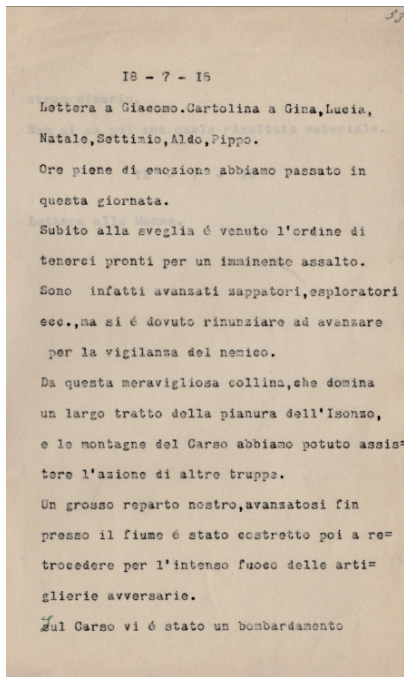 53
18 - 7 - 15
Lettera a Giacomo.Cartolina a Gina,Lucia,
Natale,Settimio,Aldo,Pippo.
Ore piene di emozione abbiamo passato in
questa giornata.
Subito alla sveglia é venuto l'ordine di
tenerci pronti per un imminente assalto.
Sono infatti avanzati zappatori,esploratori
ecc.,ma si é dovuto rinunziare ad avanzare
per la vigilanza del nemico.
Da questa meravigliosa collina,che domina
un largo tratto della pianura dell'Isonzo,
e le montagne del Carso abbiamo potuto assis=
tere l'azione di altre truppe.
Un grosso reparto nostro,avanzatosi fin
presso il fiume é stato costretto poi a re=
trocedere per l'intenso fuoco delle arti=
glierie avversarie.
Sul Carso vi é stato un bombardamento